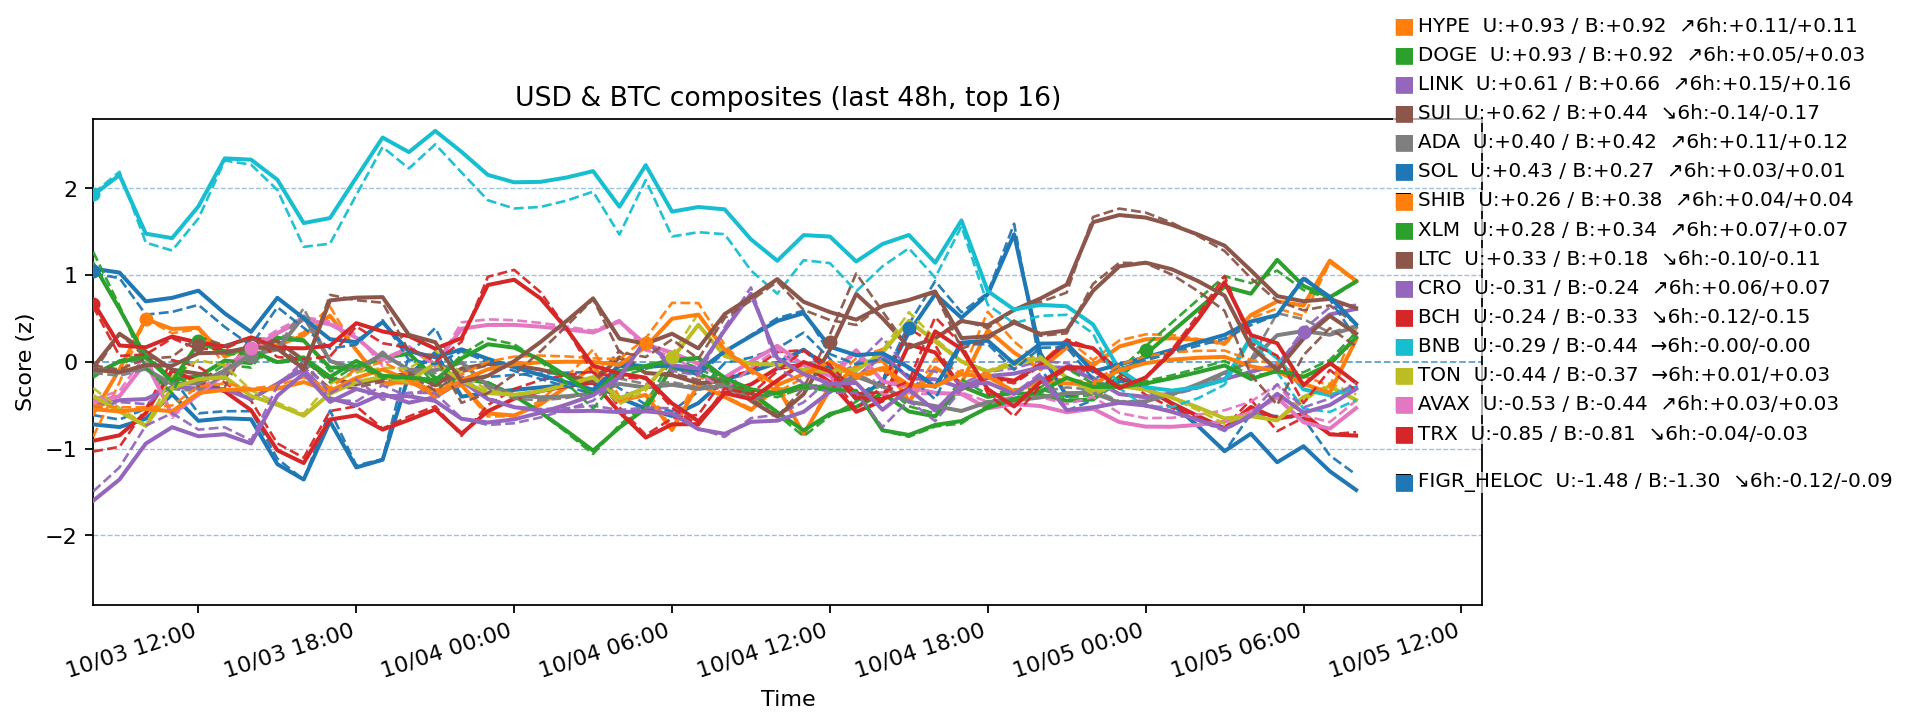 HYPE  U:+0.93 / B:+0.92  ↗6h:+0.11/+0.11
DOGE  U:+0.93 / B:+0.92  ↗6h:+0.05/+0.03
LINK  U:+0.61 / B:+0.66  ↗6h:+0.15/+0.16
SUI  U:+0.62 / B:+0.44  ↘6h:-0.14/-0.17
ADA  U:+0.40 / B:+0.42  ↗6h:+0.11/+0.12
SOL  U:+0.43 / B:+0.27  ↗6h:+0.03/+0.01
SHIB  U:+0.26 / B:+0.38  ↗6h:+0.04/+0.04
XLM  U:+0.28 / B:+0.34  ↗6h:+0.07/+0.07
LTC  U:+0.33 / B:+0.18  ↘6h:-0.10/-0.11
CRO  U:-0.31 / B:-0.24  ↗6h:+0.06/+0.07
BCH  U:-0.24 / B:-0.33  ↘6h:-0.12/-0.15
BNB  U:-0.29 / B:-0.44  →6h:-0.00/-0.00
TON  U:-0.44 / B:-0.37  →6h:+0.01/+0.03
AVAX  U:-0.53 / B:-0.44  ↗6h:+0.03/+0.03
TRX  U:-0.85 / B:-0.81  ↘6h:-0.04/-0.03
FIGR_HELOC  U:-1.48 / B:-1.30  ↘6h:-0.12/-0.09
USD & BTC composites (last 48h, top 16)
Score (z)
2
1
0
−1
−2
10/03 12:00
10/03 18:00
10/04 00:00
10/04 06:00
10/04 12:00
10/04 18:00
10/05 00:00
10/05 06:00
10/05 12:00
Time